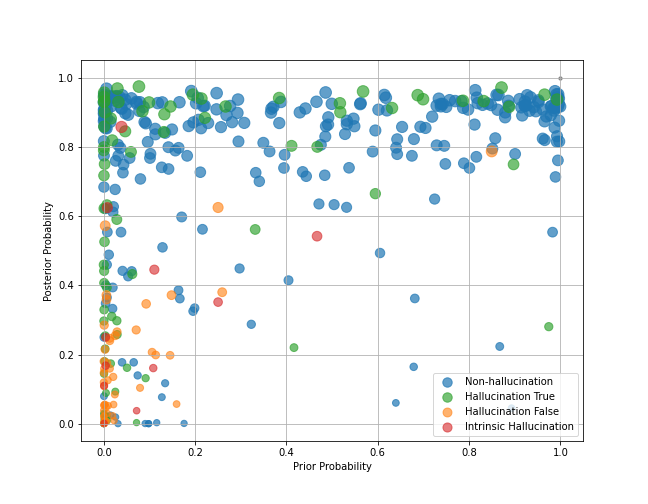 1.0
0.8
0.6
0.4
0.2
0.0
Posterior Probability
Non-hallucination
Hallucination True
Hallucination False
Intrinsic Hallucination
0.0 0.2 0.4 0.6 0.8 1.0
Prior Probability